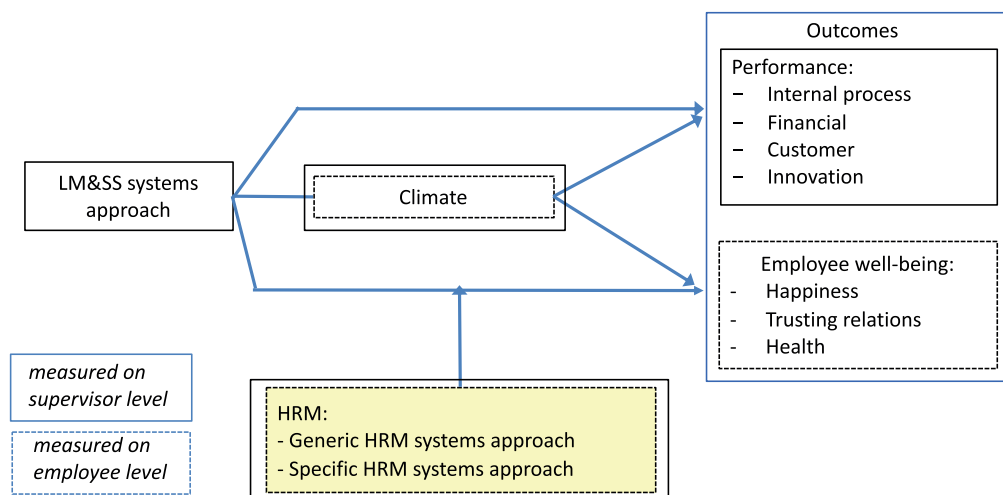 Outcomes
Performance:
– Internal process
– Financial
– Customer
– Innovation
LM&SS systems
approach
Climate
Employee well-being:
- Happiness
- Trusting relations
- Health
measured on
supervisor level
measured on
employee level
HRM:
- Generic HRM systems approach
- Specific HRM systems approach